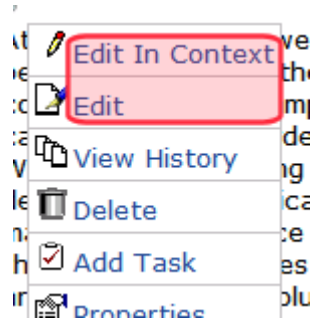 Edit In Context
Edit
View History
Delete
Add Task
Properties